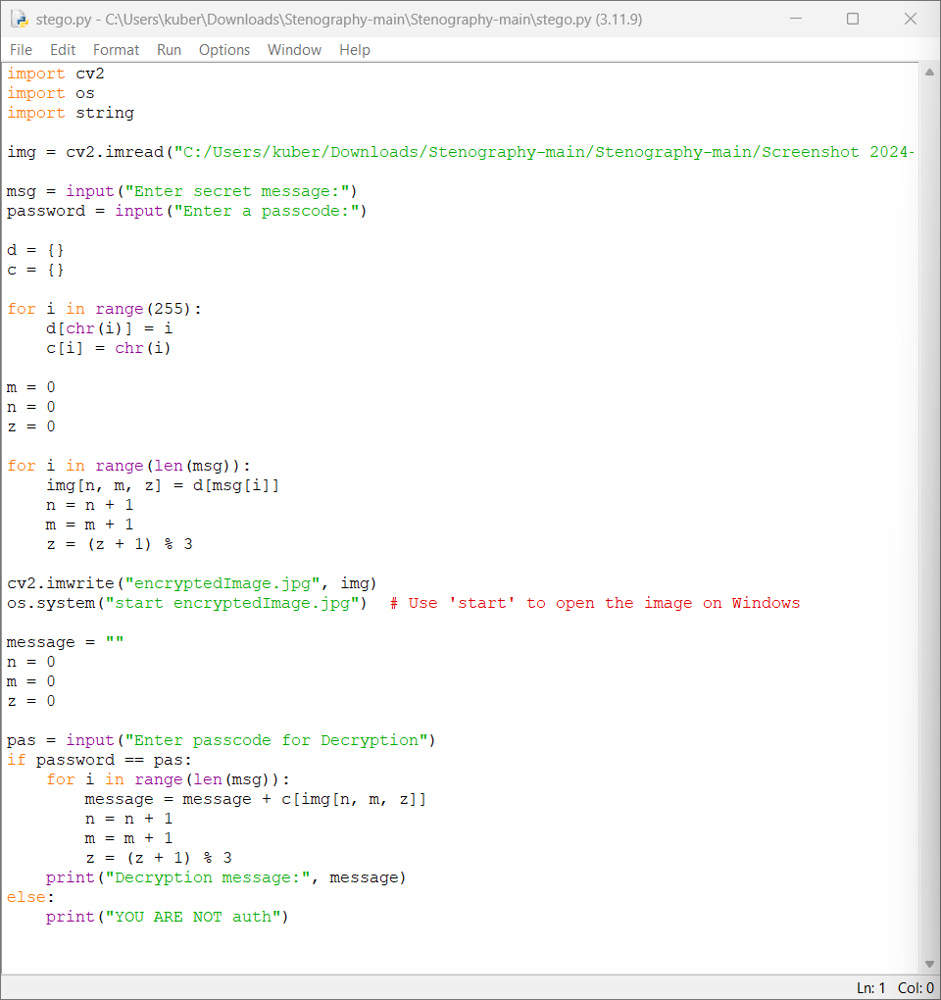 stego.py - C:\Users\kuber\Downloads\Stenography-main\Stenography-main\stego.py (3.11.9)
File Edit Format Run Options Window Help
import cv2
import os
import string

img = cv2.imread("C:/Users/kuber/Downloads/Stenography-main/Stenography-main/Screenshot 2024-

msg = input("Enter secret message:")
password = input("Enter a passcode:")

d = {}
c = {}

for i in range(255):
    d[chr(i)] = i
    c[i] = chr(i)

m = 0
n = 0
z = 0

for i in range(len(msg)):
    img[n, m, z] = d[msg[i]]
    n = n + 1
    m = m + 1
    z = (z + 1) % 3

cv2.imwrite("encryptedImage.jpg", img)
os.system("start encryptedImage.jpg")  # Use 'start' to open the image on Windows

message = ""
n = 0
m = 0
z = 0

pas = input("Enter passcode for Decryption")
if password == pas:
    for i in range(len(msg)):
        message = message + c[img[n, m, z]]
        n = n + 1
        m = m + 1
        z = (z + 1) % 3
    print("Decryption message:", message)
else:
    print("YOU ARE NOT auth")
Ln: 1 Col: 0